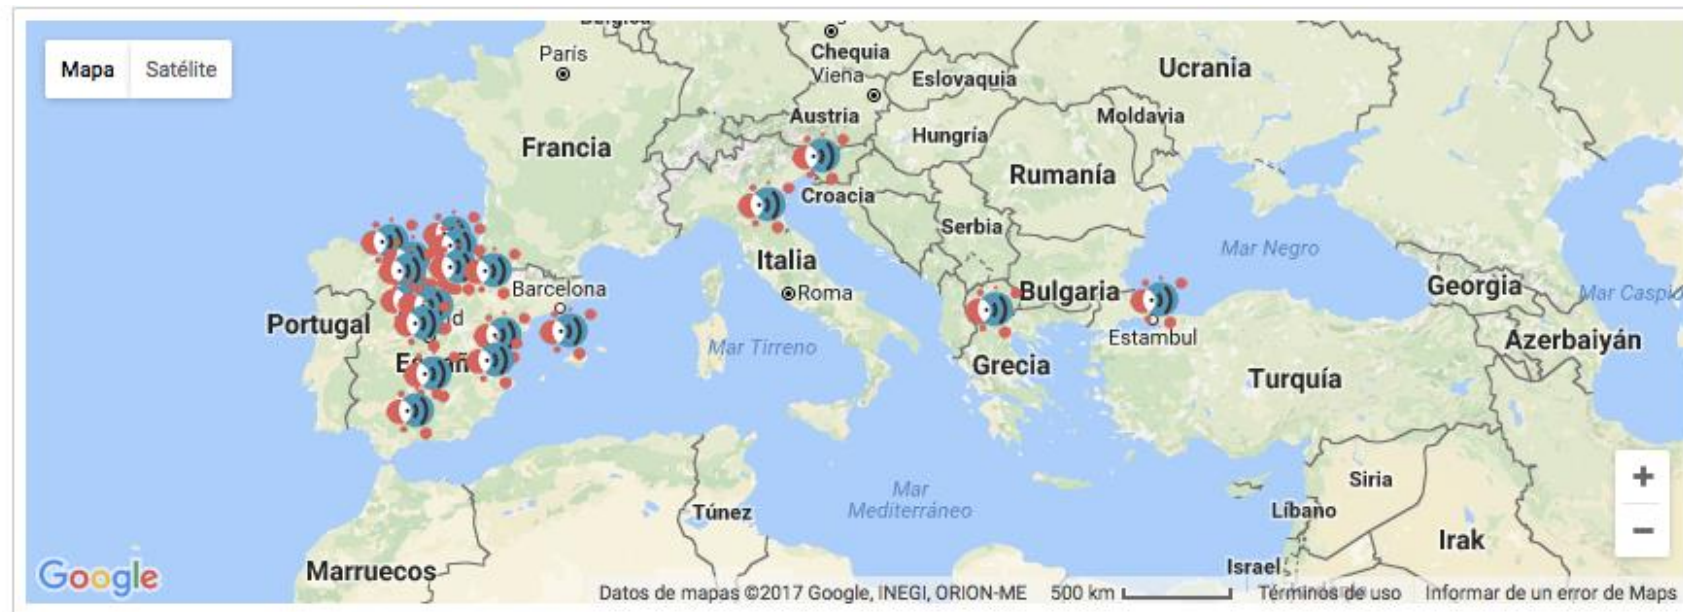 Mapa Satélite
París
Chequia
Viena
Eslovaquia
Ucrania
Austria
Moldavia
Francia
Hungría
Rumanía
Croacia
Serbia
Mar Negro
Italia
Barcelona
Roma
Bulgaria
Georgia
Mar Caspio
Portugal
Estambul
Azerbaiyán
Mar Tirreno
Grecia
Turquía
Siria
Mar
Mediterráneo
Túnez
Líbano
Irak
Israel
Marruecos
Google
Datos de mapas ©2017 Google, INEGI, ORION-ME 500 km Términos de uso Informar de un error de Maps